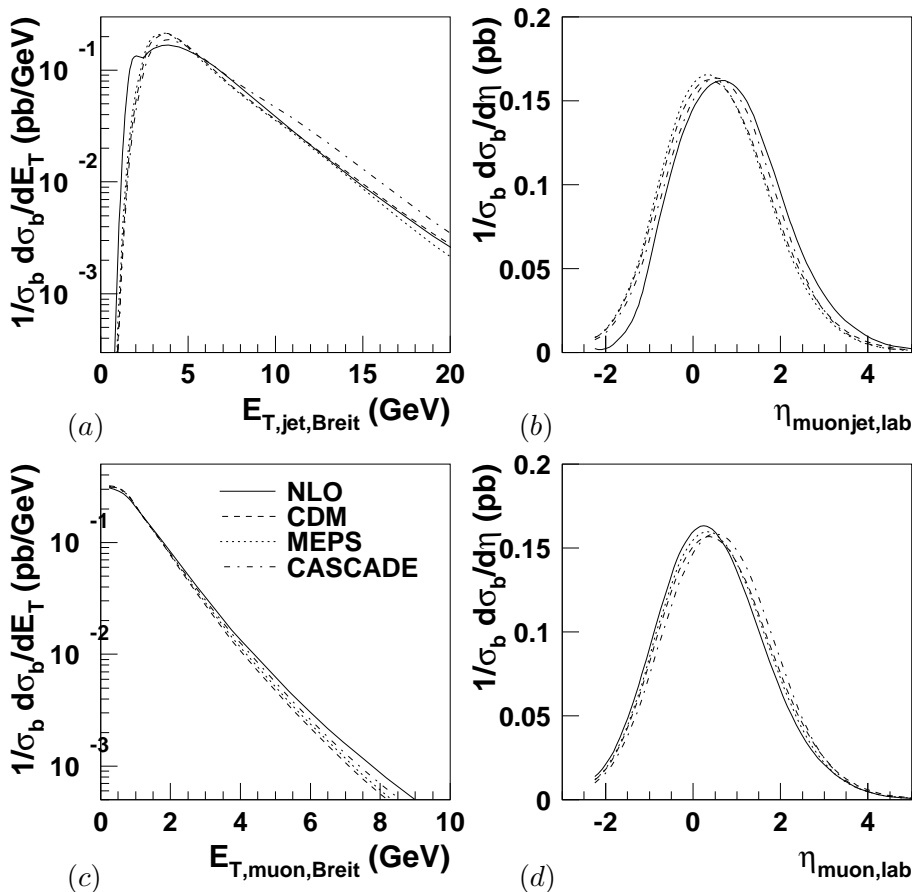 1/σ_b dσ_b/dE_T (pb/GeV)
10^-1
10^-2
10^-3
0 5 10 15 20
E_T,jet,Breit (GeV)
(a)
1/σ_b dσ_b/dη (pb)
0.2
0.15
0.1
0.05
0
-2 0 2 4
η_muonjet,lab
(b)
1/σ_b dσ_b/dE_T (pb/GeV)
10^-1
10^-2
10^-3
NLO
CDM
MEPS
CASCADE
0 2 4 6 8 10
E_T,muon,Breit (GeV)
(c)
1/σ_b dσ_b/dη (pb)
0.2
0.15
0.1
0.05
0
-2 0 2 4
η_muon,lab
(d)